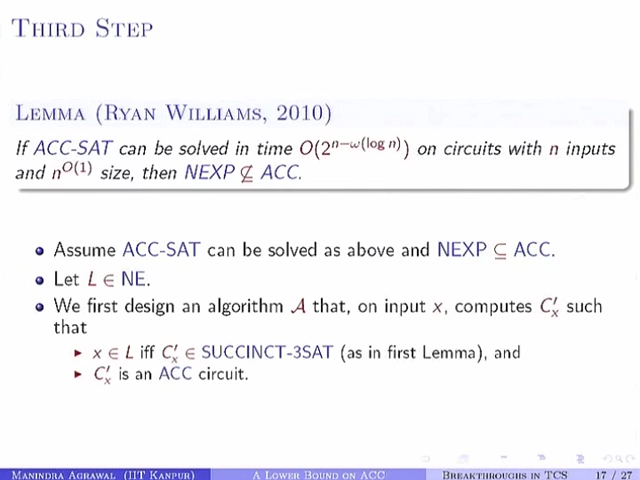 Third Step
Lemma (Ryan Williams, 2010)
If ACC-SAT can be solved in time O(2^{n−ω(log n)}) on circuits with n inputs
and n^{O(1)} size, then NEXP ⊈ ACC.
• Assume ACC-SAT can be solved as above and NEXP ⊆ ACC.
• Let L ∈ NE.
• We first design an algorithm 𝒜 that, on input x, computes C′ₓ such
that
▶ x ∈ L iff C′ₓ ∈ SUCCINCT-3SAT (as in first Lemma), and
▶ C′ₓ is an ACC circuit.
Manindra Agrawal (IIT Kanpur) A Lower Bound on ACC Breakthroughs in TCS 17 / 27